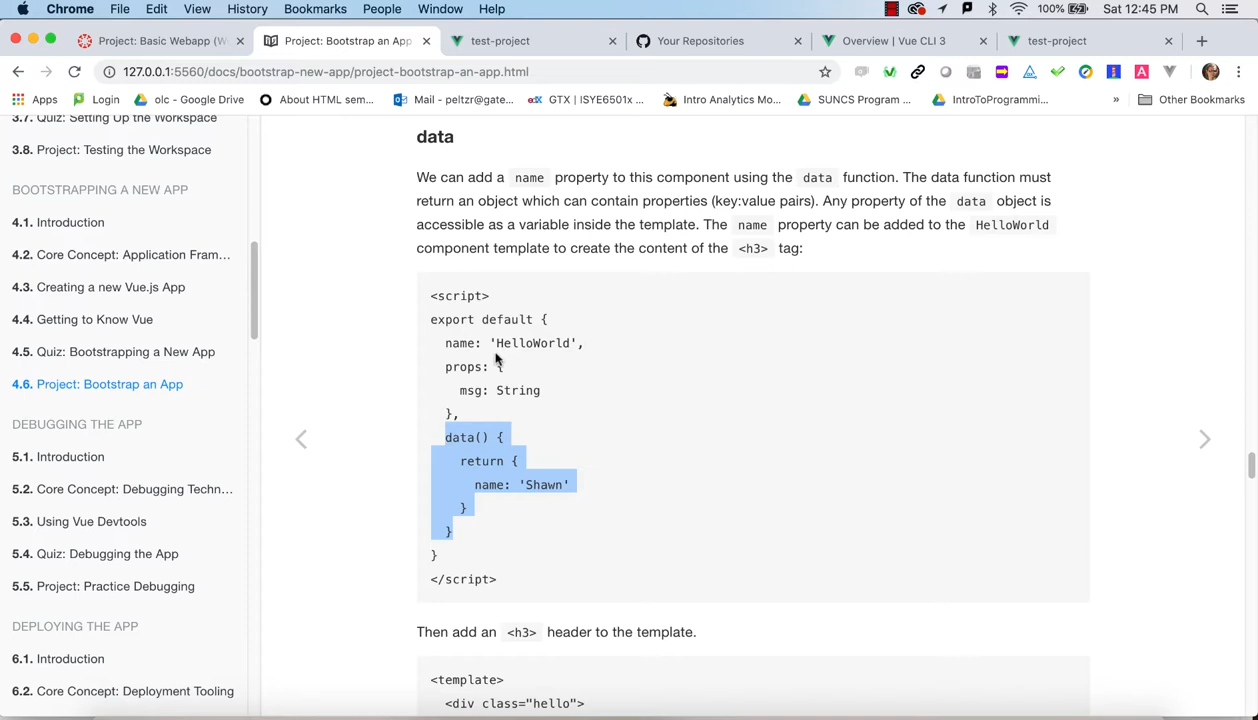 Chrome File Edit View History Bookmarks People Window Help 100% Sat 12:45 PM
Project: Basic Webapp (W
Project: Bootstrap an App
test-project
Your Repositories
Overview | Vue CLI 3
test-project
127.0.0.1:5560/docs/bootstrap-new-app/project-bootstrap-an-app.html
Apps Login olc - Google Drive About HTML sem... Mail - peltzr@gate... GTX | ISYE6501x ... Intro Analytics Mo... SUNCS Program ... IntroToProgrammi... » Other Bookmarks
3.7. Quiz: Setting Up the Workspace
3.8. Project: Testing the Workspace
BOOTSTRAPPING A NEW APP
4.1. Introduction
4.2. Core Concept: Application Fram...
4.3. Creating a new Vue.js App
4.4. Getting to Know Vue
4.5. Quiz: Bootstrapping a New App
4.6. Project: Bootstrap an App
DEBUGGING THE APP
5.1. Introduction
5.2. Core Concept: Debugging Techn...
5.3. Using Vue Devtools
5.4. Quiz: Debugging the App
5.5. Project: Practice Debugging
DEPLOYING THE APP
6.1. Introduction
6.2. Core Concept: Deployment Tooling
data
We can add a name property to this component using the data function. The data function must
return an object which can contain properties (key:value pairs). Any property of the data object is
accessible as a variable inside the template. The name property can be added to the HelloWorld
component template to create the content of the <h3> tag:
<script>
export default {
name: 'HelloWorld',
props: {
msg: String
},
data() {
return {
name: 'Shawn'
}
}
}
</script>
Then add an <h3> header to the template.
<template>
<div class="hello">